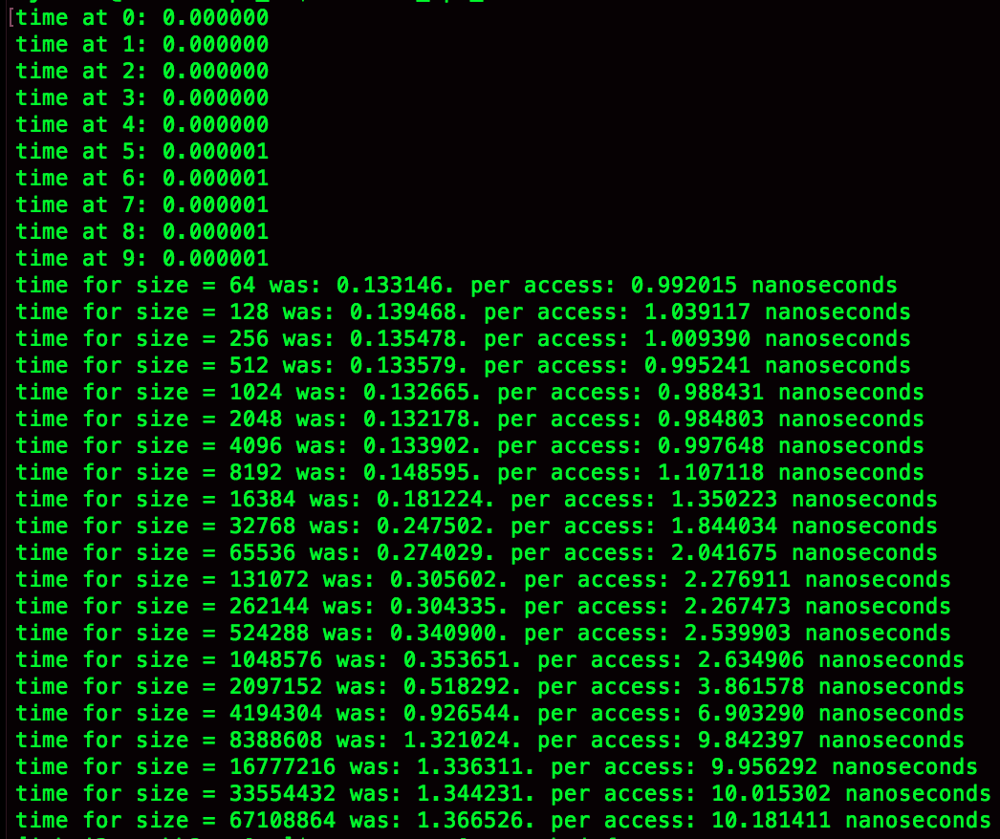 [time at 0: 0.000000
time at 1: 0.000000
time at 2: 0.000000
time at 3: 0.000000
time at 4: 0.000000
time at 5: 0.000001
time at 6: 0.000001
time at 7: 0.000001
time at 8: 0.000001
time at 9: 0.000001
time for size = 64 was: 0.133146. per access: 0.992015 nanoseconds
time for size = 128 was: 0.139468. per access: 1.039117 nanoseconds
time for size = 256 was: 0.135478. per access: 1.009390 nanoseconds
time for size = 512 was: 0.133579. per access: 0.995241 nanoseconds
time for size = 1024 was: 0.132665. per access: 0.988431 nanoseconds
time for size = 2048 was: 0.132178. per access: 0.984803 nanoseconds
time for size = 4096 was: 0.133902. per access: 0.997648 nanoseconds
time for size = 8192 was: 0.148595. per access: 1.107118 nanoseconds
time for size = 16384 was: 0.181224. per access: 1.350223 nanoseconds
time for size = 32768 was: 0.247502. per access: 1.844034 nanoseconds
time for size = 65536 was: 0.274029. per access: 2.041675 nanoseconds
time for size = 131072 was: 0.305602. per access: 2.276911 nanoseconds
time for size = 262144 was: 0.304335. per access: 2.267473 nanoseconds
time for size = 524288 was: 0.340900. per access: 2.539903 nanoseconds
time for size = 1048576 was: 0.353651. per access: 2.634906 nanoseconds
time for size = 2097152 was: 0.518292. per access: 3.861578 nanoseconds
time for size = 4194304 was: 0.926544. per access: 6.903290 nanoseconds
time for size = 8388608 was: 1.321024. per access: 9.842397 nanoseconds
time for size = 16777216 was: 1.336311. per access: 9.956292 nanoseconds
time for size = 33554432 was: 1.344231. per access: 10.015302 nanoseconds
time for size = 67108864 was: 1.366526. per access: 10.181411 nanoseconds